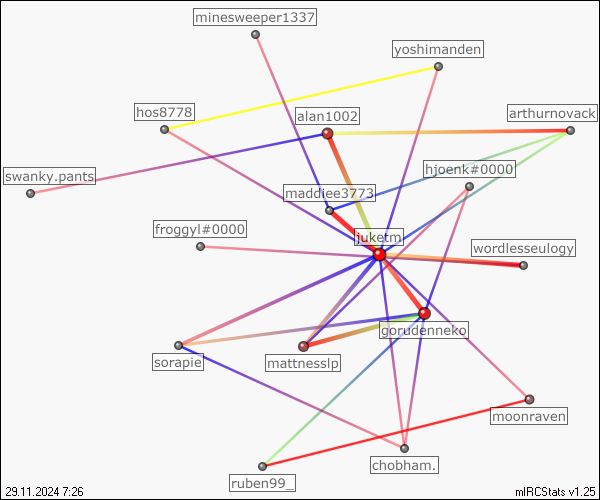 minesweeper1337
yoshimanden
hos8778
alan1002
arthurnovack
swanky.pants
hjoenk#0000
maddiee3773
froggyl#0000
juketm
wordlesseulogy
gorudenneko
sorapie
mattnesslp
moonraven
chobham.
ruben99_
29.11.2024 7:26
mIRCStats v1.25